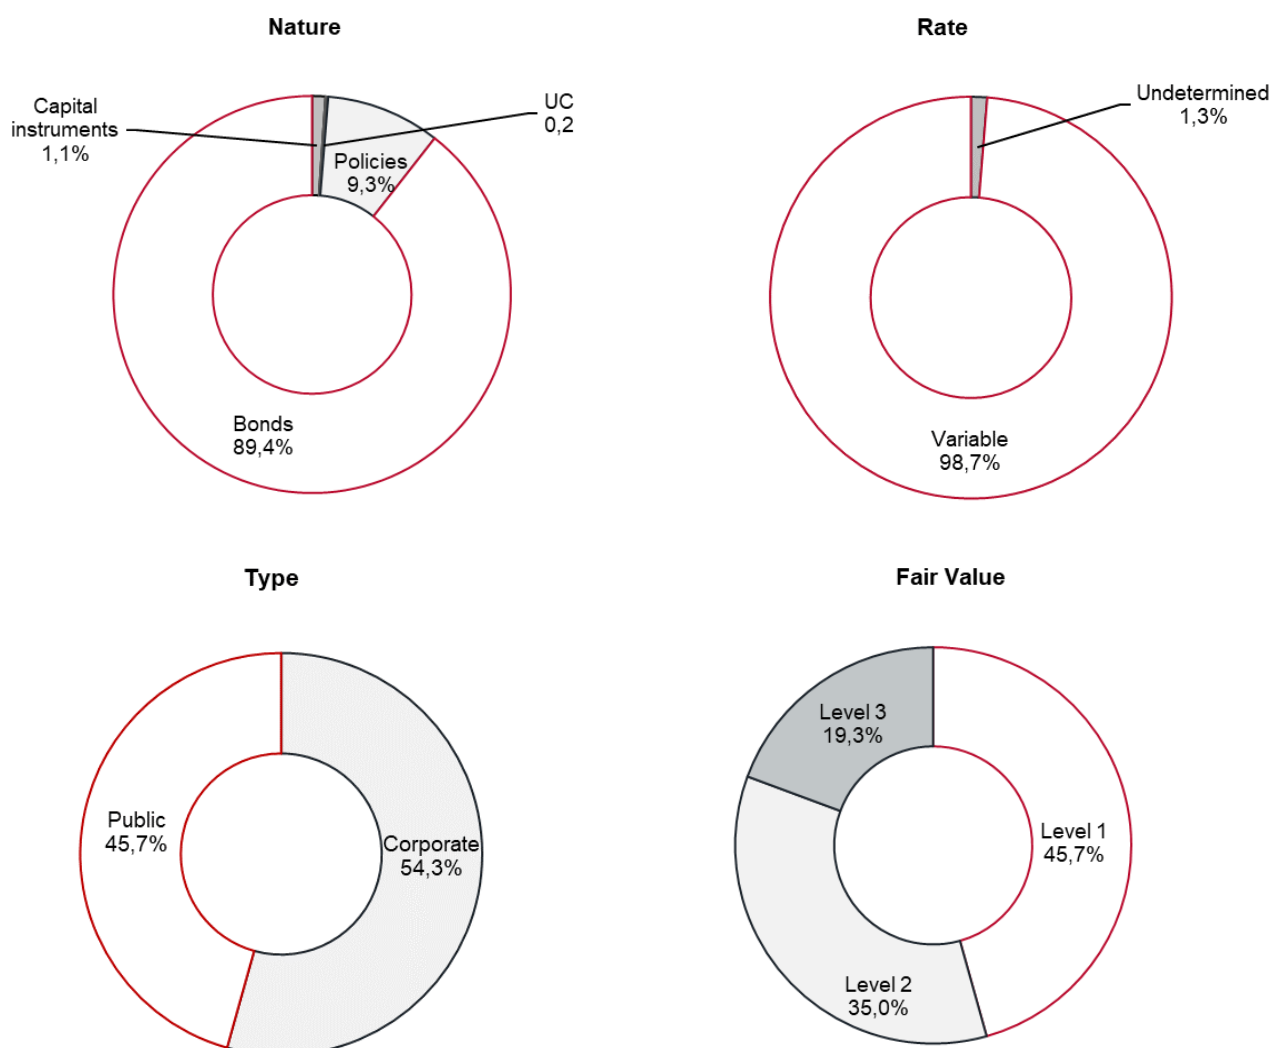 Nature
Capital
instruments
1,1%
UC
0,2
Policies
9,3%
Bonds
89,4%
Rate
Undetermined
1,3%
Variable
98,7%
Type
Public
45,7%
Corporate
54,3%
Fair Value
Level 3
19,3%
Level 1
45,7%
Level 2
35,0%